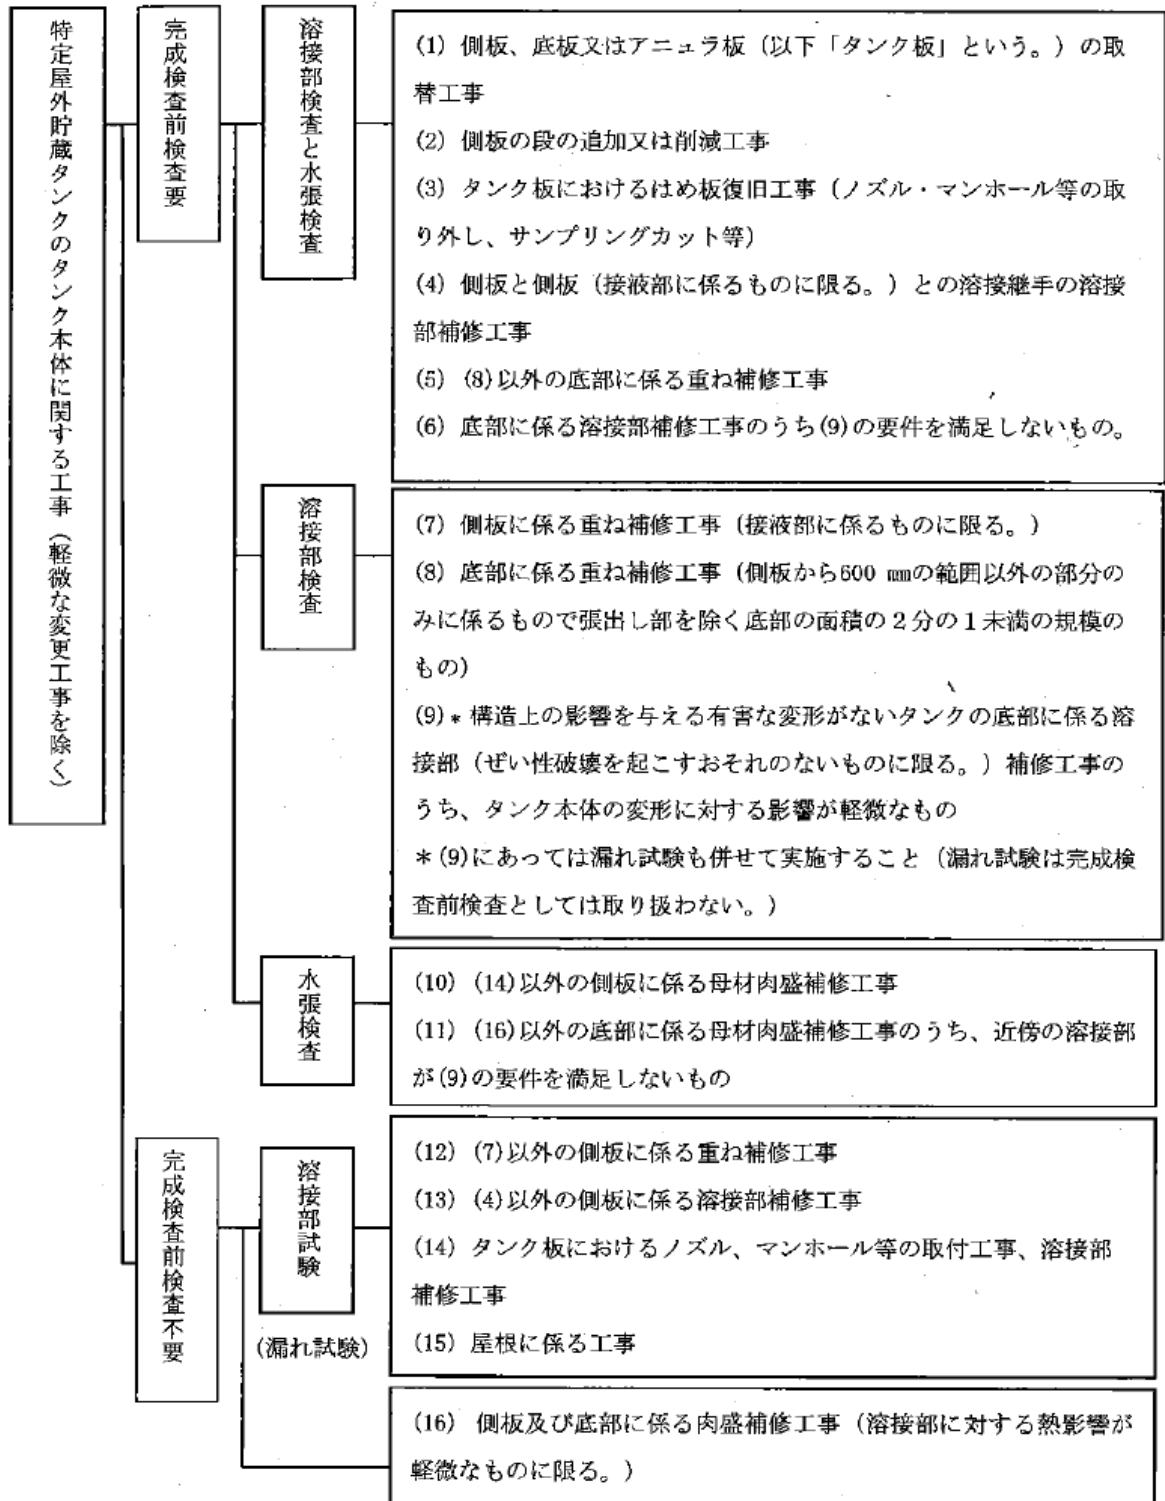 特定屋外貯蔵タンクのタンク本体に関する工事（軽微な変更工事を除く）
完成検査前検査要
溶接部検査と水張検査
(1) 側板、底板又はアニュラ板（以下「タンク板」という。）の取
替工事
(2) 側板の段の追加又は削減工事
(3) タンク板におけるはめ板復旧工事（ノズル・マンホール等の取
り外し、サンプリングカット等）
(4) 側板と側板（接液部に係るものに限る。）との溶接継手の溶接
部補修工事
(5) (8)以外の底部に係る重ね補修工事
(6) 底部に係る溶接部補修工事のうち(9)の要件を満足しないもの。
溶接部検査
(7) 側板に係る重ね補修工事（接液部に係るものに限る。）
(8) 底部に係る重ね補修工事（側板から600 ㎜の範囲以外の部分の
みに係るもので張出し部を除く底部の面積の２分の１未満の規模の
もの）
(9)＊構造上の影響を与える有害な変形がないタンクの底部に係る溶
接部（ぜい性破壊を起こすおそれのないものに限る。）補修工事の
うち、タンク本体の変形に対する影響が軽微なもの
＊(9)にあっては漏れ試験も併せて実施すること（漏れ試験は完成検
査前検査としては取り扱わない。）
水張検査
(10) (14)以外の側板に係る母材肉盛補修工事
(11) (16)以外の底部に係る母材肉盛補修工事のうち、近傍の溶接部
が(9)の要件を満足しないもの
完成検査前検査不要
溶接部試験
（漏れ試験）
(12) (7)以外の側板に係る重ね補修工事
(13) (4)以外の側板に係る溶接部補修工事
(14) タンク板におけるノズル、マンホール等の取付工事、溶接部
補修工事
(15) 屋根に係る工事
(16) 側板及び底部に係る肉盛補修工事（溶接部に対する熱影響が
軽微なものに限る。）